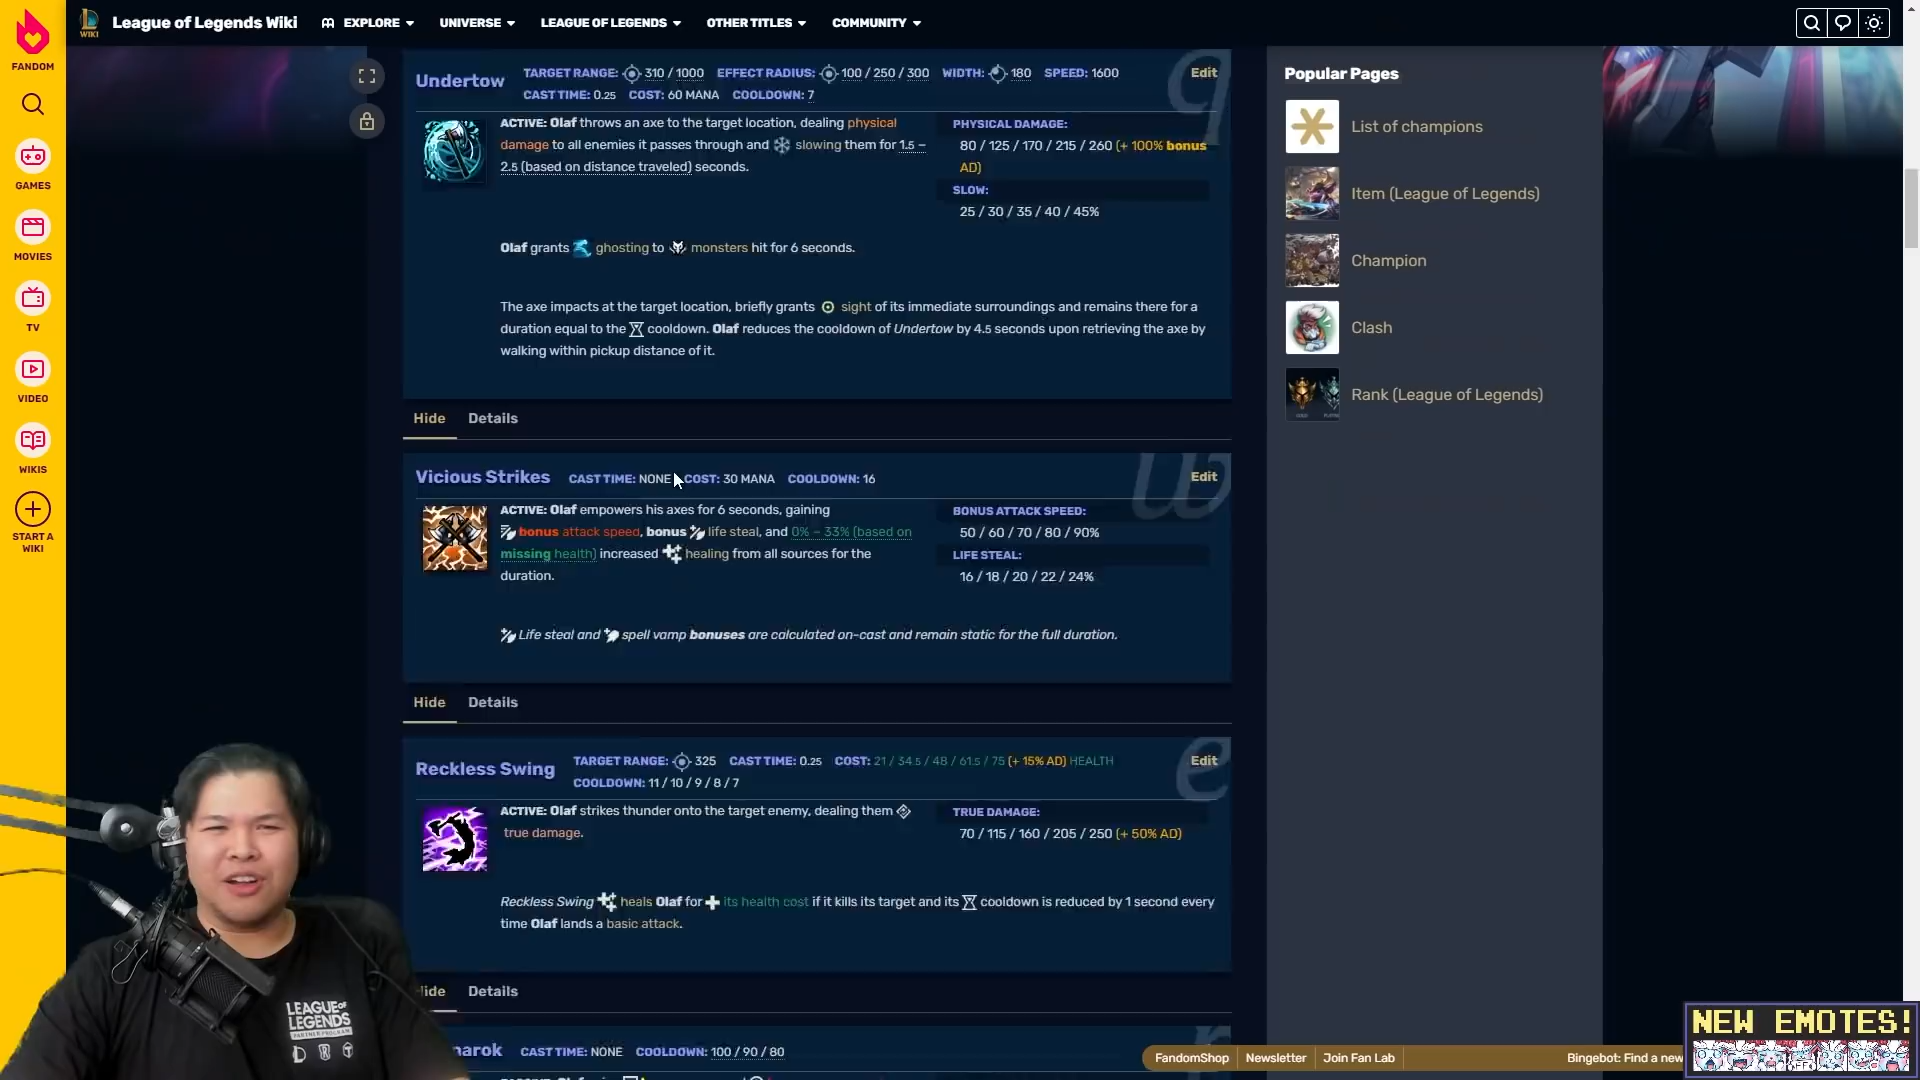 League of Legends Wiki
EXPLORE
UNIVERSE
LEAGUE OF LEGENDS
OTHER TITLES
COMMUNITY
WIKI
FANDOM
GAMES
MOVIES
TV
VIDEO
WIKIS
START A
WIKI
Undertow
TARGET RANGE: 310 / 1000 EFFECT RADIUS: 100 / 250 / 300 WIDTH: 180 SPEED: 1600
CAST TIME: 0.25 COST: 60 MANA COOLDOWN: 7
Edit
q
ACTIVE: Olaf throws an axe to the target location, dealing physical
damage to all enemies it passes through and slowing them for 1.5 –
2.5 (based on distance traveled) seconds.
PHYSICAL DAMAGE:
80 / 125 / 170 / 215 / 260 (+ 100% bonus
AD)
SLOW:
25 / 30 / 35 / 40 / 45%
Olaf grants ghosting to monsters hit for 6 seconds.
The axe impacts at the target location, briefly grants sight of its immediate surroundings and remains there for a
duration equal to the cooldown. Olaf reduces the cooldown of Undertow by 4.5 seconds upon retrieving the axe by
walking within pickup distance of it.
Hide Details
Vicious Strikes
CAST TIME: NONE COST: 30 MANA COOLDOWN: 16
Edit
w
ACTIVE: Olaf empowers his axes for 6 seconds, gaining
bonus attack speed, bonus life steal, and 0% – 33% (based on
missing health) increased healing from all sources for the
duration.
BONUS ATTACK SPEED:
50 / 60 / 70 / 80 / 90%
LIFE STEAL:
16 / 18 / 20 / 22 / 24%
Life steal and spell vamp bonuses are calculated on-cast and remain static for the full duration.
Hide Details
Reckless Swing
TARGET RANGE: 325 CAST TIME: 0.25 COST: 21 / 34.5 / 48 / 61.5 / 75 (+ 15% AD) HEALTH
COOLDOWN: 11 / 10 / 9 / 8 / 7
Edit
e
ACTIVE: Olaf strikes thunder onto the target enemy, dealing them
true damage.
TRUE DAMAGE:
70 / 115 / 160 / 205 / 250 (+ 50% AD)
Reckless Swing heals Olaf for its health cost if it kills its target and its cooldown is reduced by 1 second every
time Olaf lands a basic attack.
ide Details
narok CAST TIME: NONE COOLDOWN: 100 / 90 / 80
Popular Pages
List of champions
Item (League of Legends)
Champion
Clash
Rank (League of Legends)
LEAGUE OF
LEGENDS
PARTNER PROGRAM
NEW EMOTES!
FandomShop Newsletter Join Fan Lab
Bingebot: Find a new